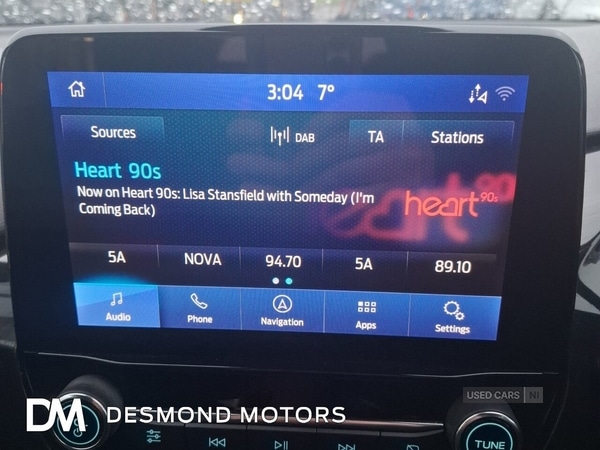 3:04 7°
Sources DAB TA Stations
Heart 90s
Now on Heart 90s: Lisa Stansfield with Someday (I'm
Coming Back)
heart 90s
5A NOVA 94.70 5A 89.10
Audio Phone Navigation Apps Settings
USED CARS NI
DM DESMOND MOTORS
TUNE